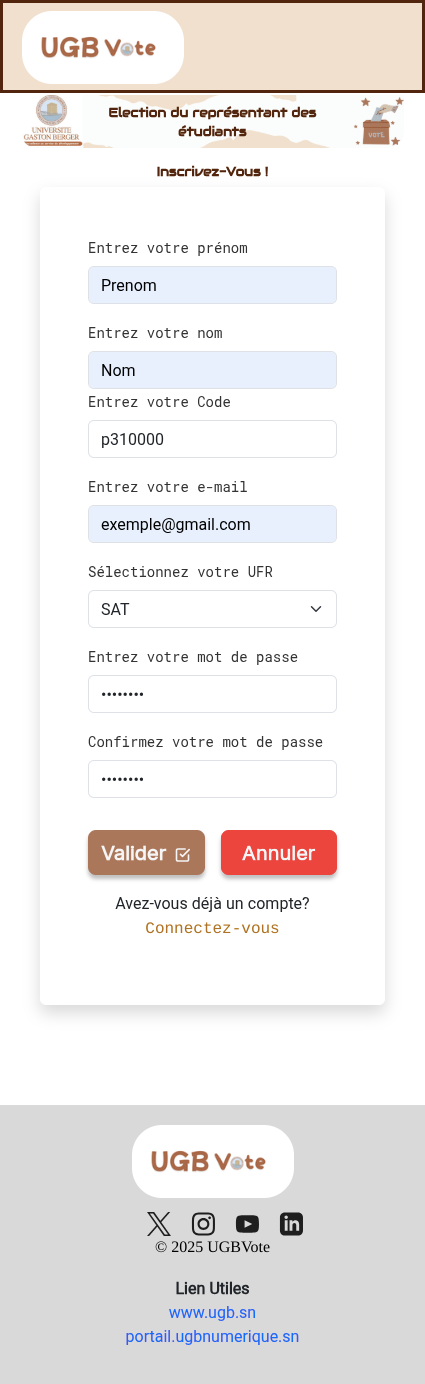 UGB Vote
UNIVERSITE
GASTON BERGER
Election du représentant des
étudiants
VOTE
Inscrivez-Vous !
Entrez votre prénom
Prenom
Entrez votre nom
Nom
Entrez votre Code
p310000
Entrez votre e-mail
exemple@gmail.com
Sélectionnez votre UFR
SAT
Entrez votre mot de passe
••••••••
Confirmez votre mot de passe
••••••••
Valider
Annuler
Avez-vous déjà un compte?
Connectez-vous
UGB Vote
© 2025 UGBVote
Lien Utiles
www.ugb.sn
portail.ugbnumerique.sn